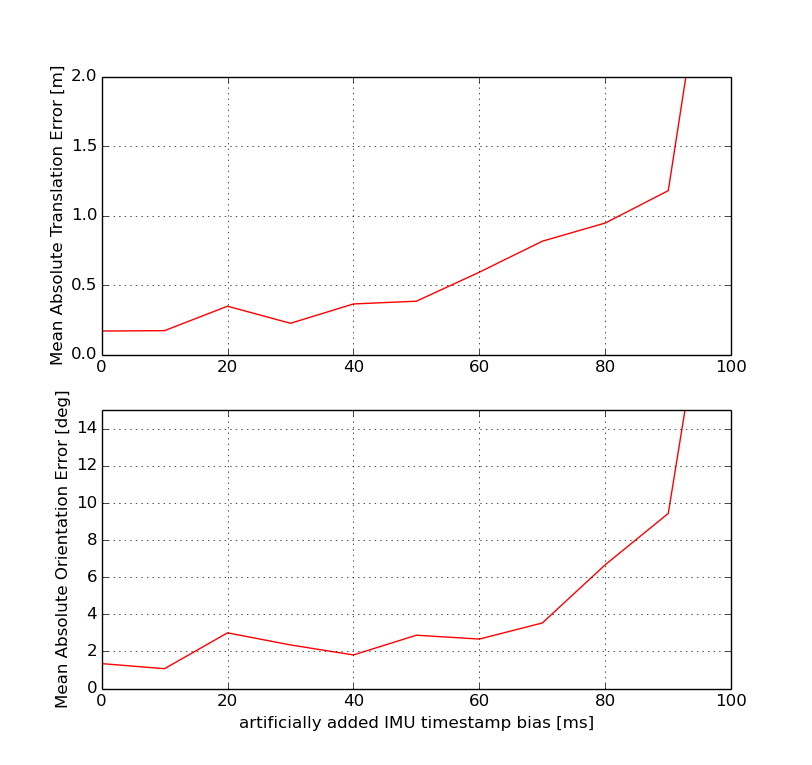 Mean Absolute Translation Error [m]
2.0
1.5
1.0
0.5
0.0
0 20 40 60 80 100
Mean Absolute Orientation Error [deg]
14
12
10
8
6
4
2
0
0 20 40 60 80 100
artificially added IMU timestamp bias [ms]